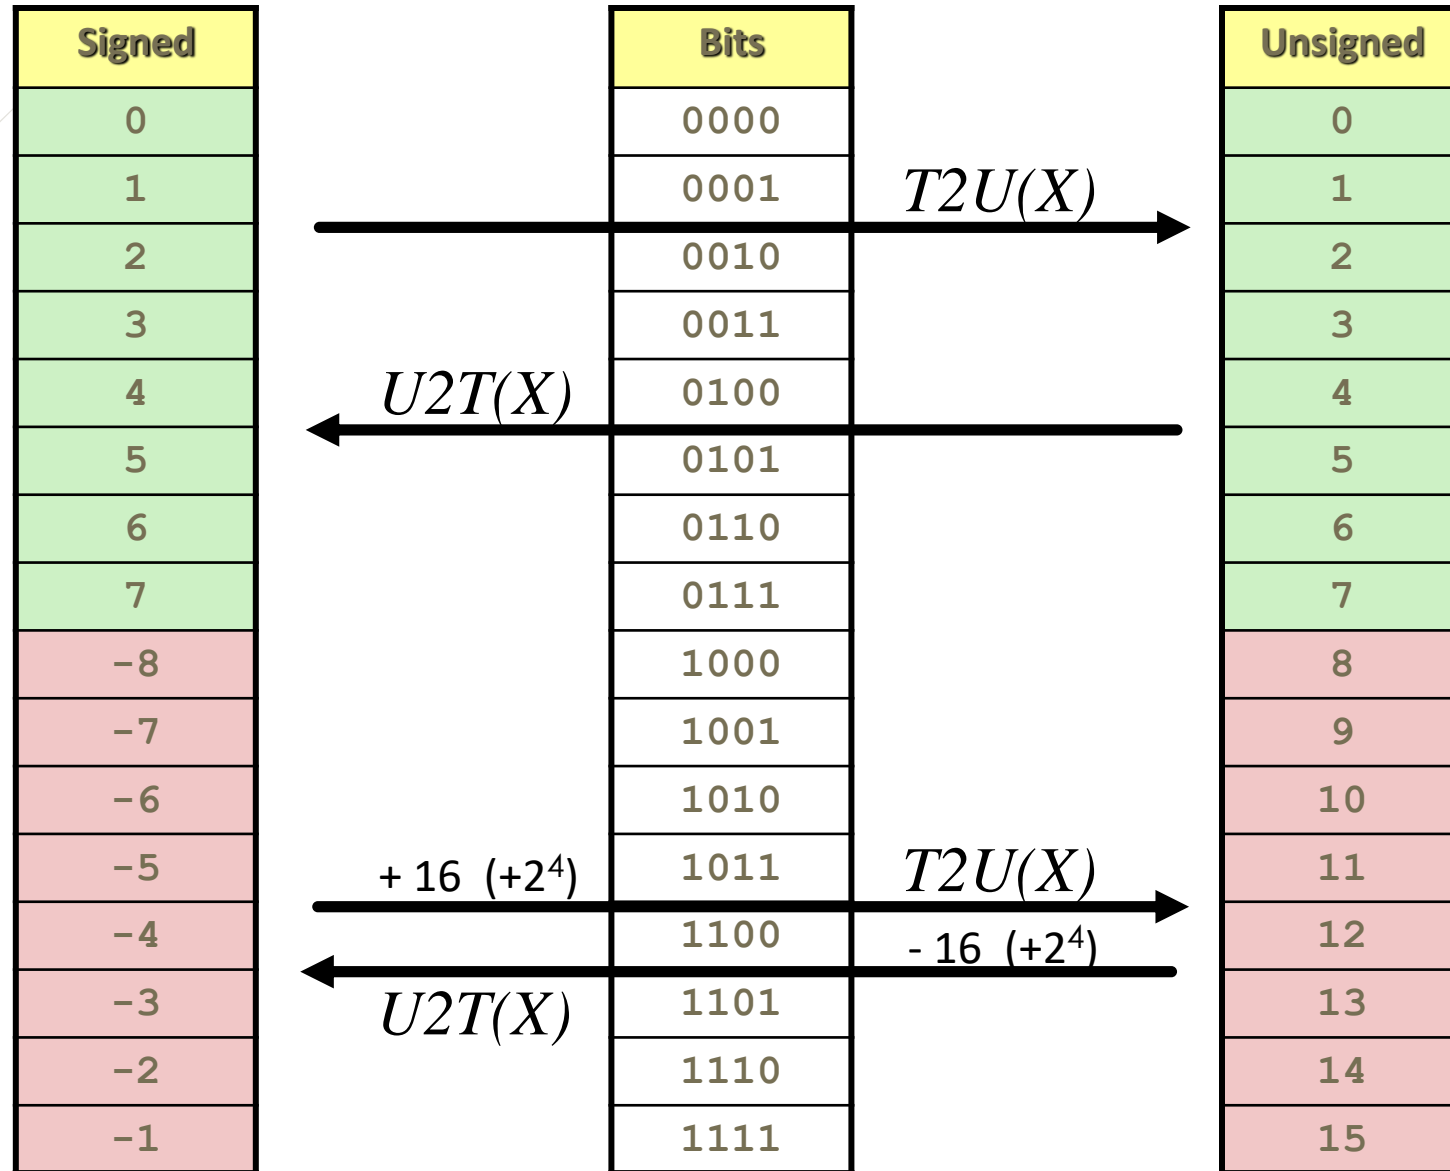 Signed Bits Unsigned
0 0000 0
1 0001 T2U(X) 1
2 0010 2
3 0011 3
4 U2T(X) 0100 4
5 0101 5
6 0110 6
7 0111 7
-8 1000 8
-7 1001 9
-6 1010 10
-5 + 16 (+2⁴) 1011 T2U(X) 11
-4 1100 - 16 (+2⁴) 12
-3 U2T(X) 1101 13
-2 1110 14
-1 1111 15